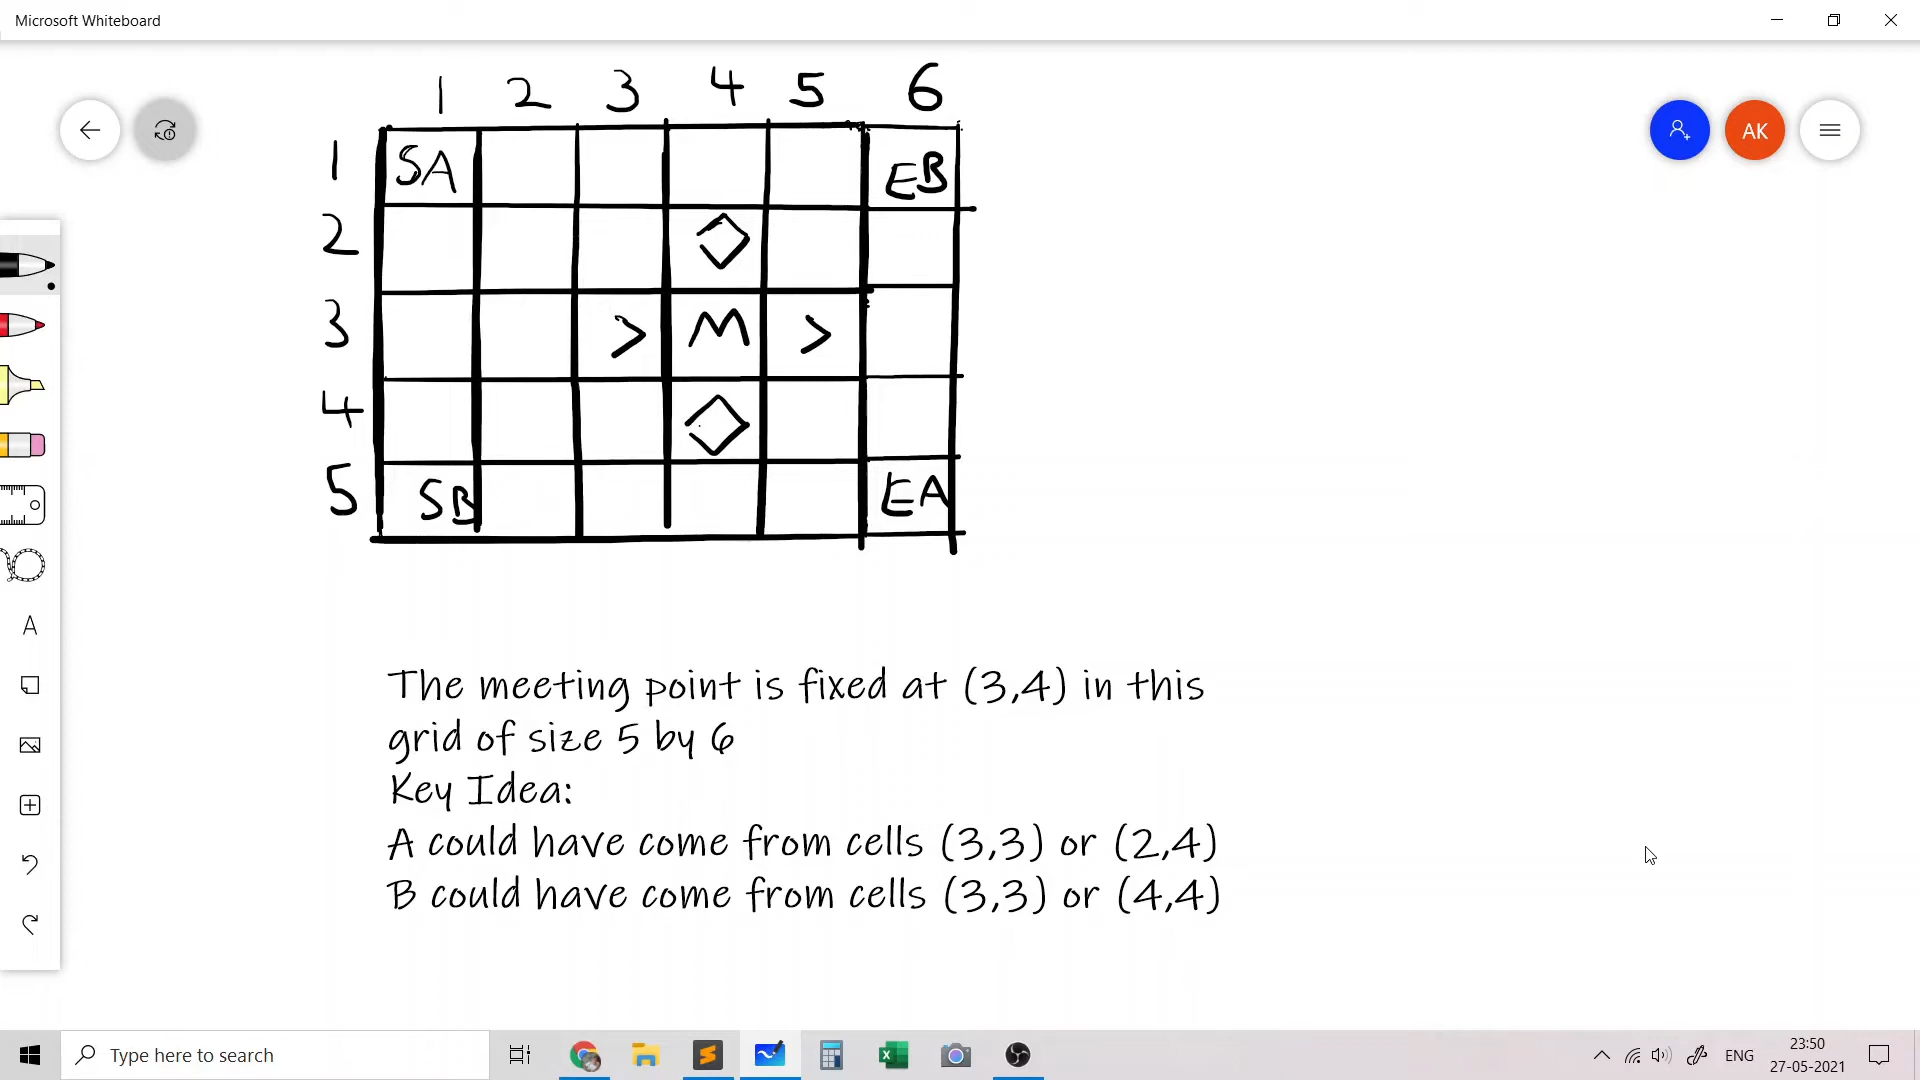 Microsoft Whiteboard
1 2 3 4 5 6
1 SA EB
2
3 > M >
4
5 SB EA
AK
A
The meeting point is fixed at (3,4) in this
grid of size 5 by 6
Key Idea:
A could have come from cells (3,3) or (2,4)
B could have come from cells (3,3) or (4,4)
Type here to search
ENG
23:50
27-05-2021